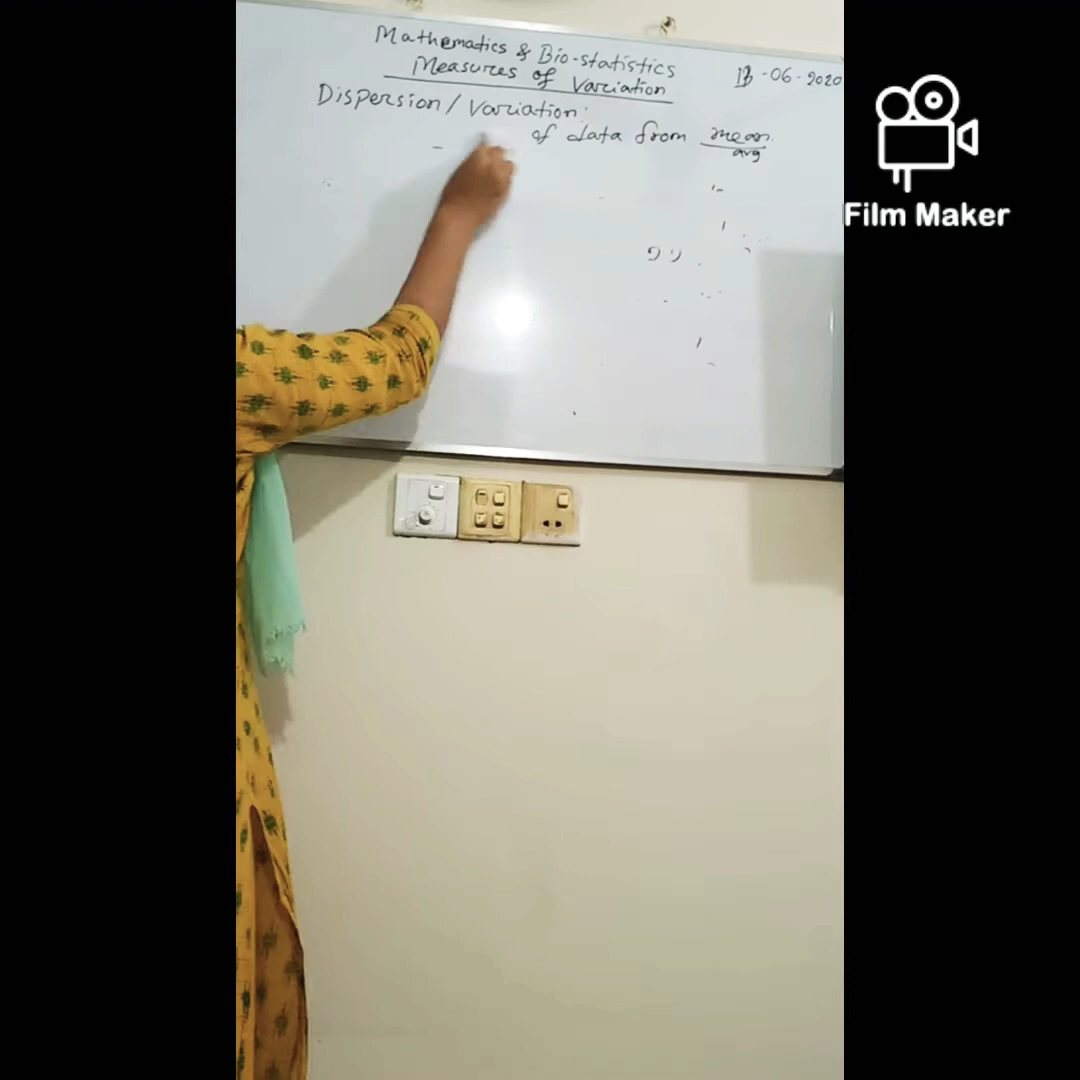 Mathematics & Bio-statistics
Measures of Variation
13-06-2020
Dispersion/Variation:
of data from mean
avg
Film Maker